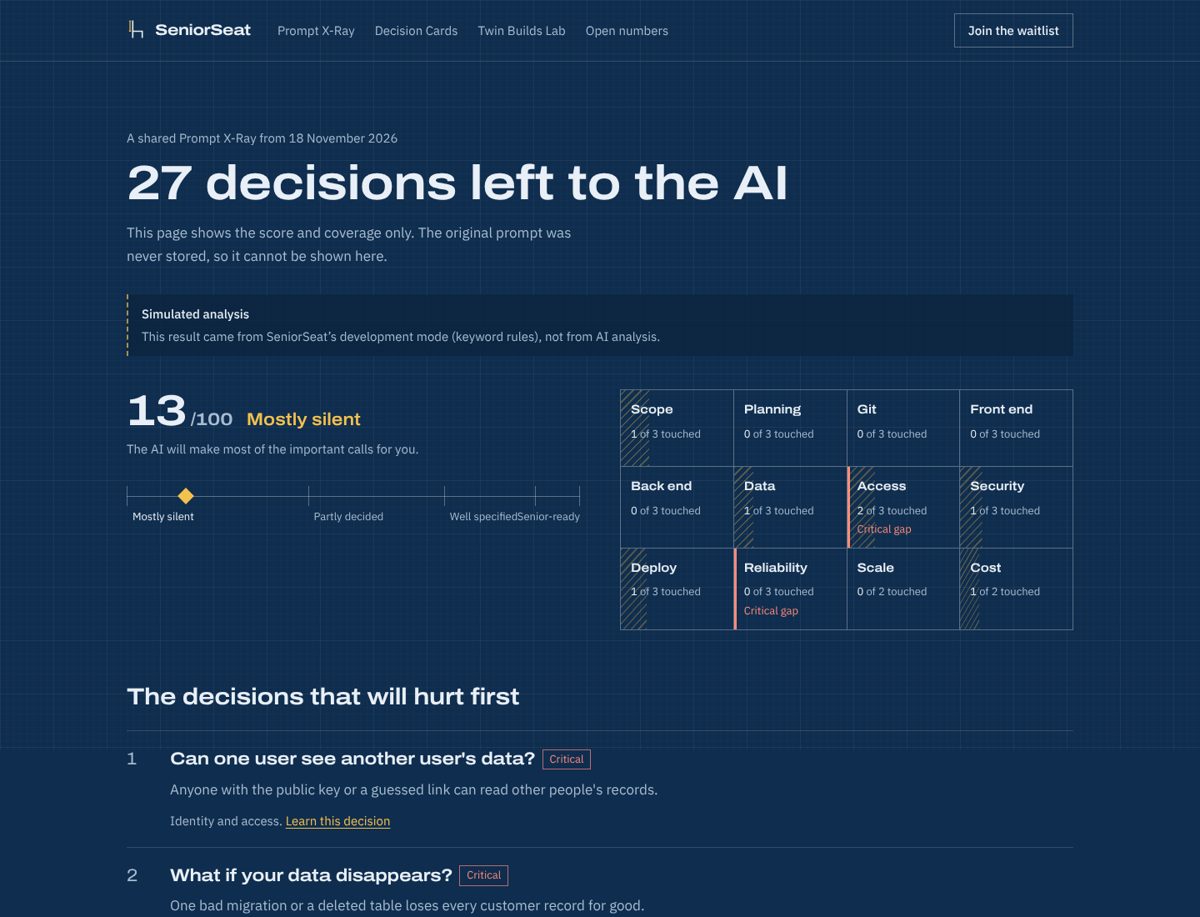 SeniorSeat Prompt X-Ray Decision Cards Twin Builds Lab Open numbers Join the waitlist
A shared Prompt X-Ray from 18 November 2026
27 decisions left to the AI
This page shows the score and coverage only. The original prompt was
never stored, so it cannot be shown here.
Simulated analysis
This result came from SeniorSeat’s development mode (keyword rules), not from AI analysis.
13/100 Mostly silent
The AI will make most of the important calls for you.
Mostly silent Partly decided Well specified Senior-ready
Scope Planning Git Front end
1 of 3 touched 0 of 3 touched 0 of 3 touched 0 of 3 touched
Back end Data Access Security
0 of 3 touched 1 of 3 touched 2 of 3 touched 1 of 3 touched
Critical gap
Deploy Reliability Scale Cost
1 of 3 touched 0 of 3 touched 0 of 2 touched 1 of 2 touched
Critical gap
The decisions that will hurt first
1 Can one user see another user's data? Critical
Anyone with the public key or a guessed link can read other people's records.
Identity and access. Learn this decision
2 What if your data disappears? Critical
One bad migration or a deleted table loses every customer record for good.